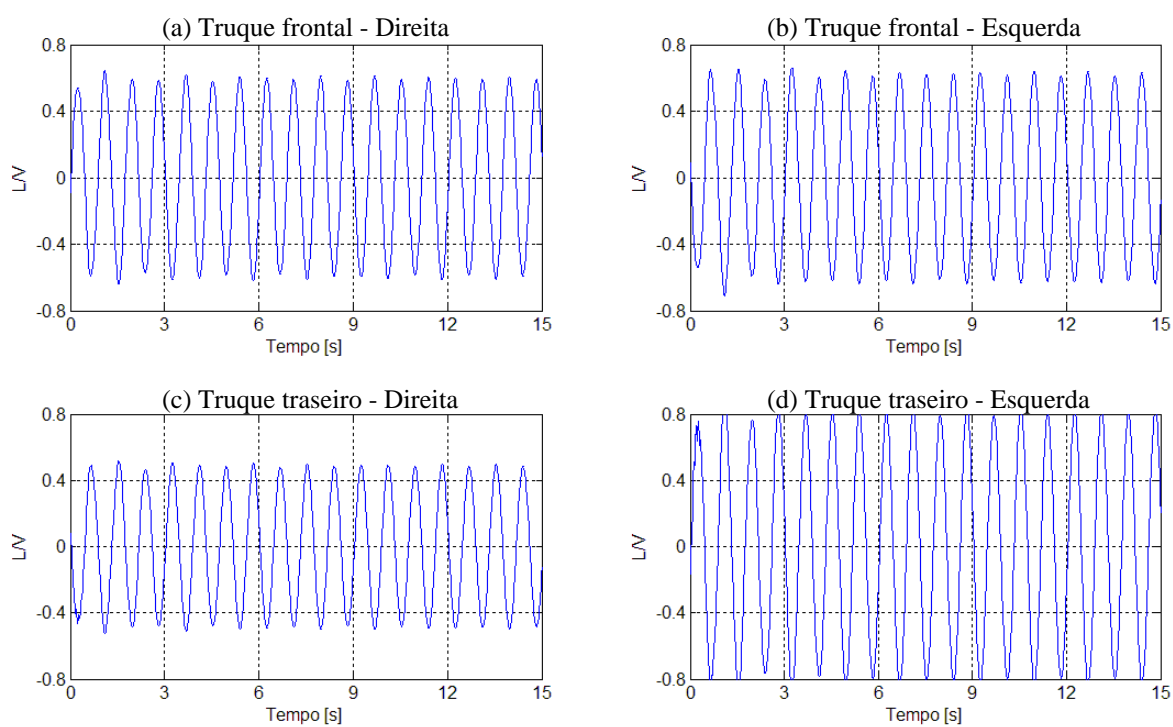 (a) Truque frontal - Direita
(b) Truque frontal - Esquerda
0.8
0.4
0
-0.4
-0.8
L/V
0 3 6 9 12 15
Tempo [s]
0.8
0.4
0
-0.4
-0.8
L/V
0 3 6 9 12 15
Tempo [s]
(c) Truque traseiro - Direita
(d) Truque traseiro - Esquerda
0.8
0.4
0
-0.4
-0.8
L/V
0 3 6 9 12 15
Tempo [s]
0.8
0.4
0
-0.4
-0.8
L/V
0 3 6 9 12 15
Tempo [s]